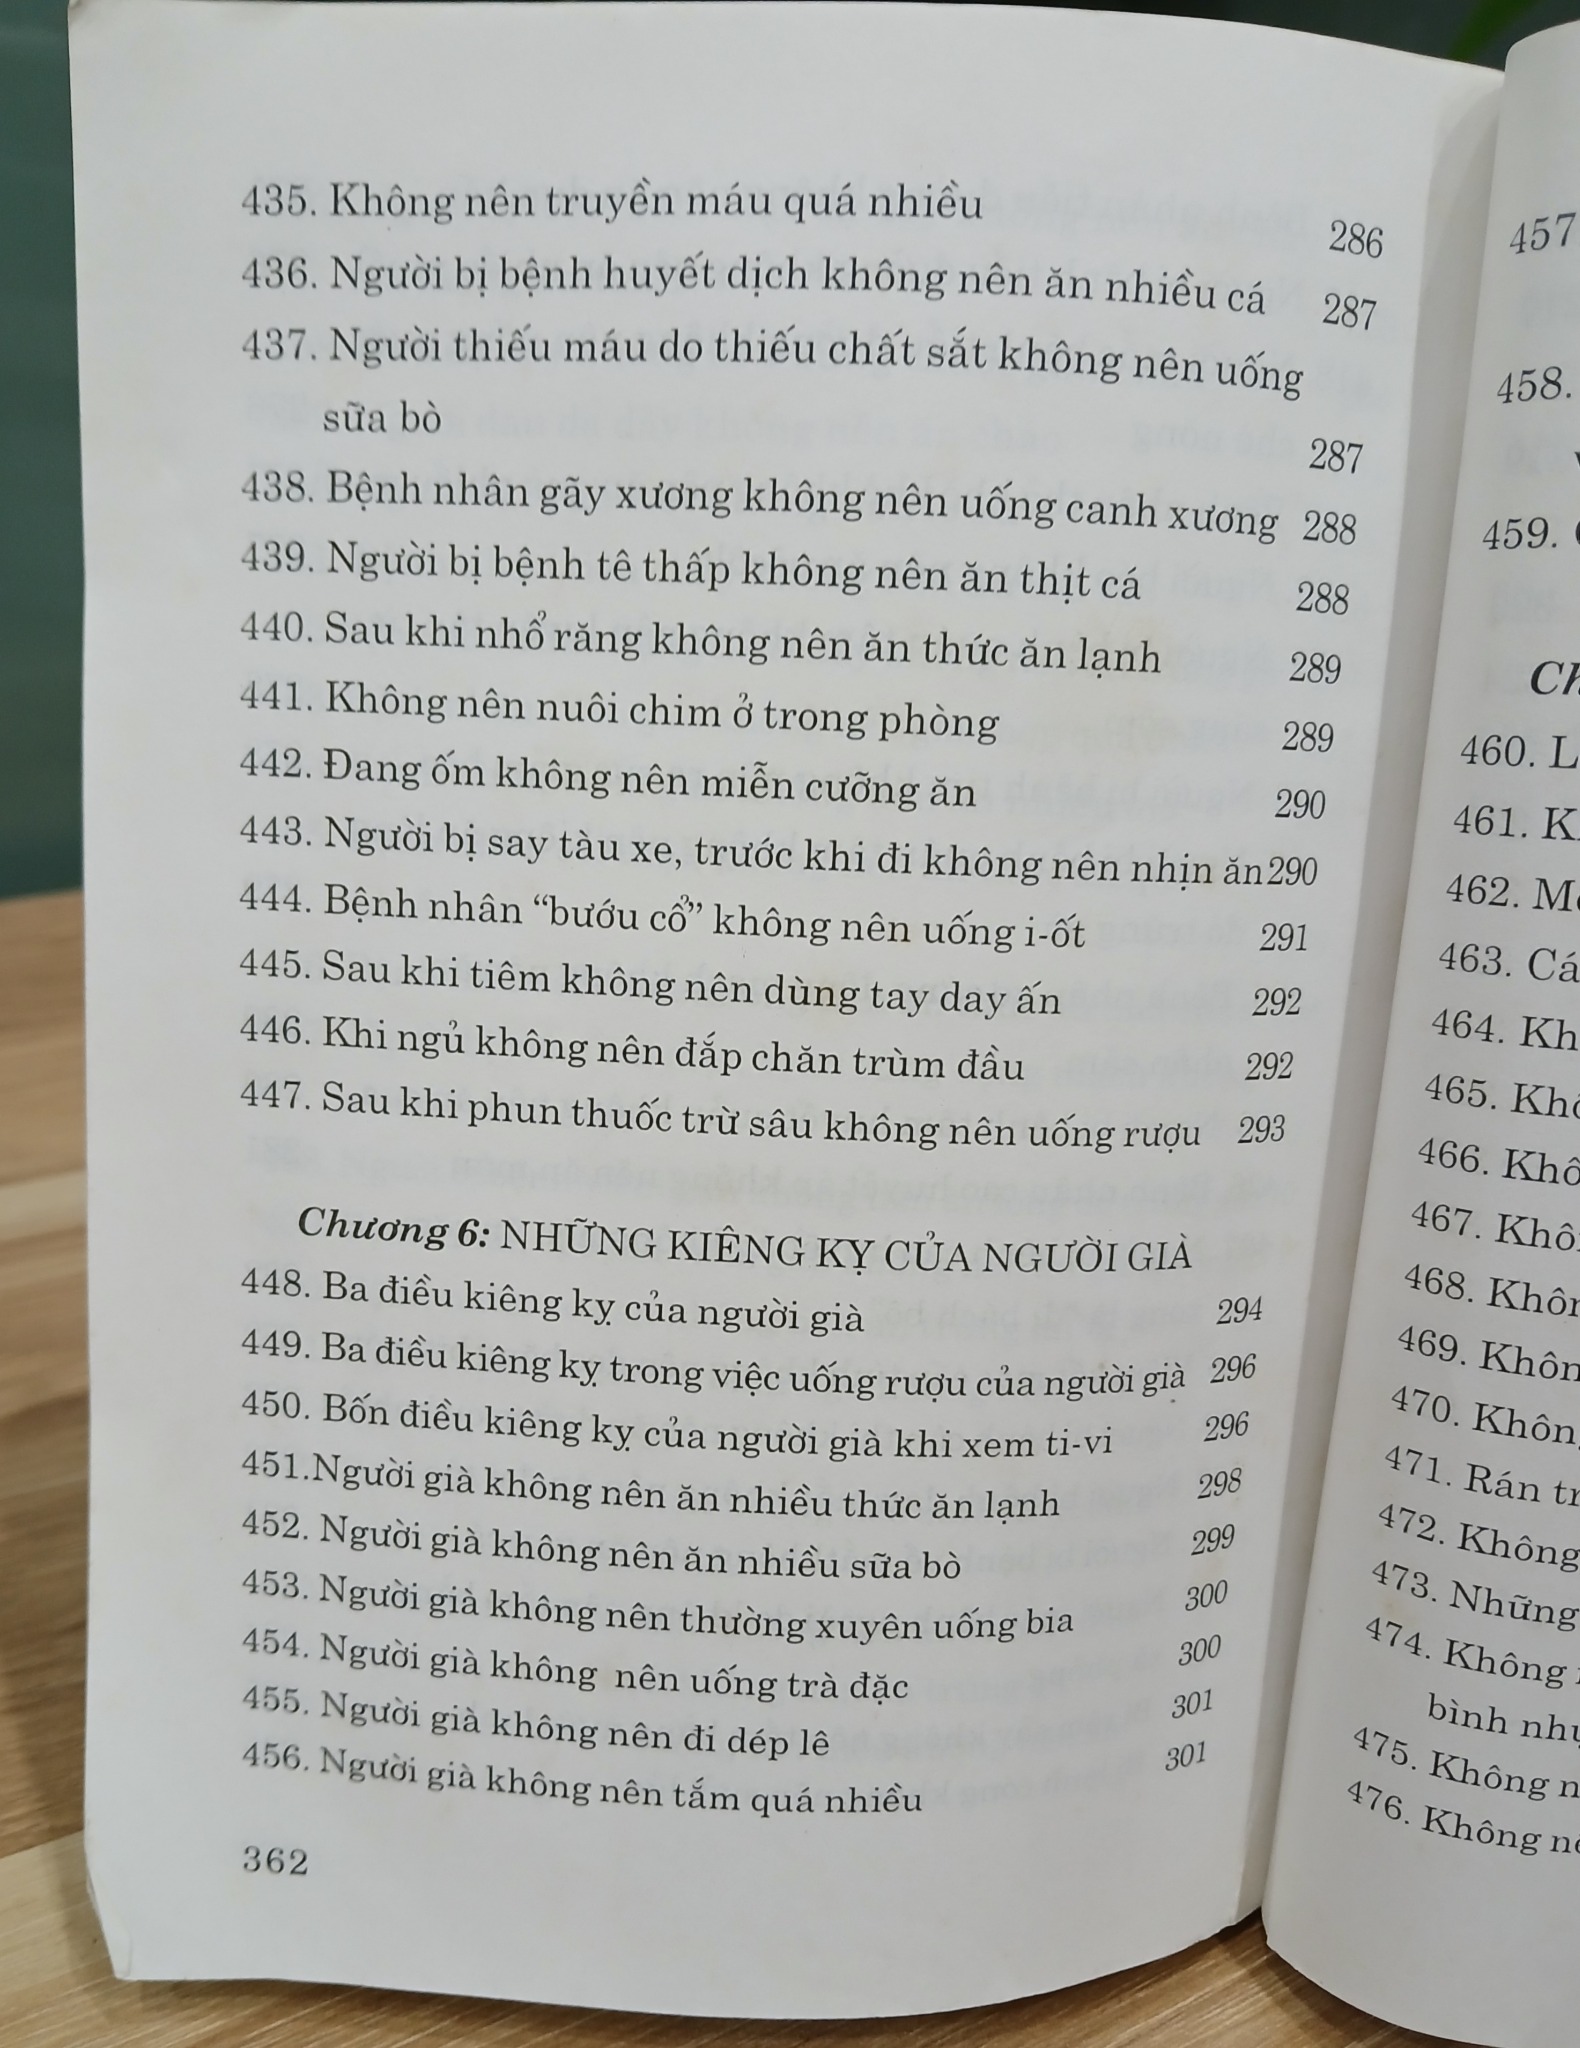 435. Không nên truyền máu quá nhiều 286
436. Người bị bệnh huyết dịch không nên ăn nhiều cá 287
437. Người thiếu máu do thiếu chất sắt không nên uống
sữa bò 287
438. Bệnh nhân gãy xương không nên uống canh xương 288
439. Người bị bệnh tê thấp không nên ăn thịt cá 288
440. Sau khi nhổ răng không nên ăn thức ăn lạnh 289
441. Không nên nuôi chim ở trong phòng 289
442. Đang ốm không nên miễn cưỡng ăn 290
443. Người bị say tàu xe, trước khi đi không nên nhịn ăn290
444. Bệnh nhân “bướu cổ” không nên uống i-ốt 291
445. Sau khi tiêm không nên dùng tay day ấn 292
446. Khi ngủ không nên đắp chăn trùm đầu 292
447. Sau khi phun thuốc trừ sâu không nên uống rượu 293
Chương 6: NHỮNG KIÊNG KỴ CỦA NGƯỜI GIÀ
448. Ba điều kiêng kỵ của người già 294
449. Ba điều kiêng kỵ trong việc uống rượu của người già 296
450. Bốn điều kiêng kỵ của người già khi xem ti-vi 296
451.Người già không nên ăn nhiều thức ăn lạnh 298
452. Người già không nên ăn nhiều sữa bò 299
453. Người già không nên thường xuyên uống bia 300
454. Người già không nên uống trà đặc 300
455. Người già không nên đi dép lê 301
456. Người già không nên tắm quá nhiều 301
362
457
458.
459.
460.
461.
462.
463. Cá
464.
465.
466.
467.
468.
469.
470.
471. Rán
472. Không
473. Những
474. Không
bình
475. Không
476. Không